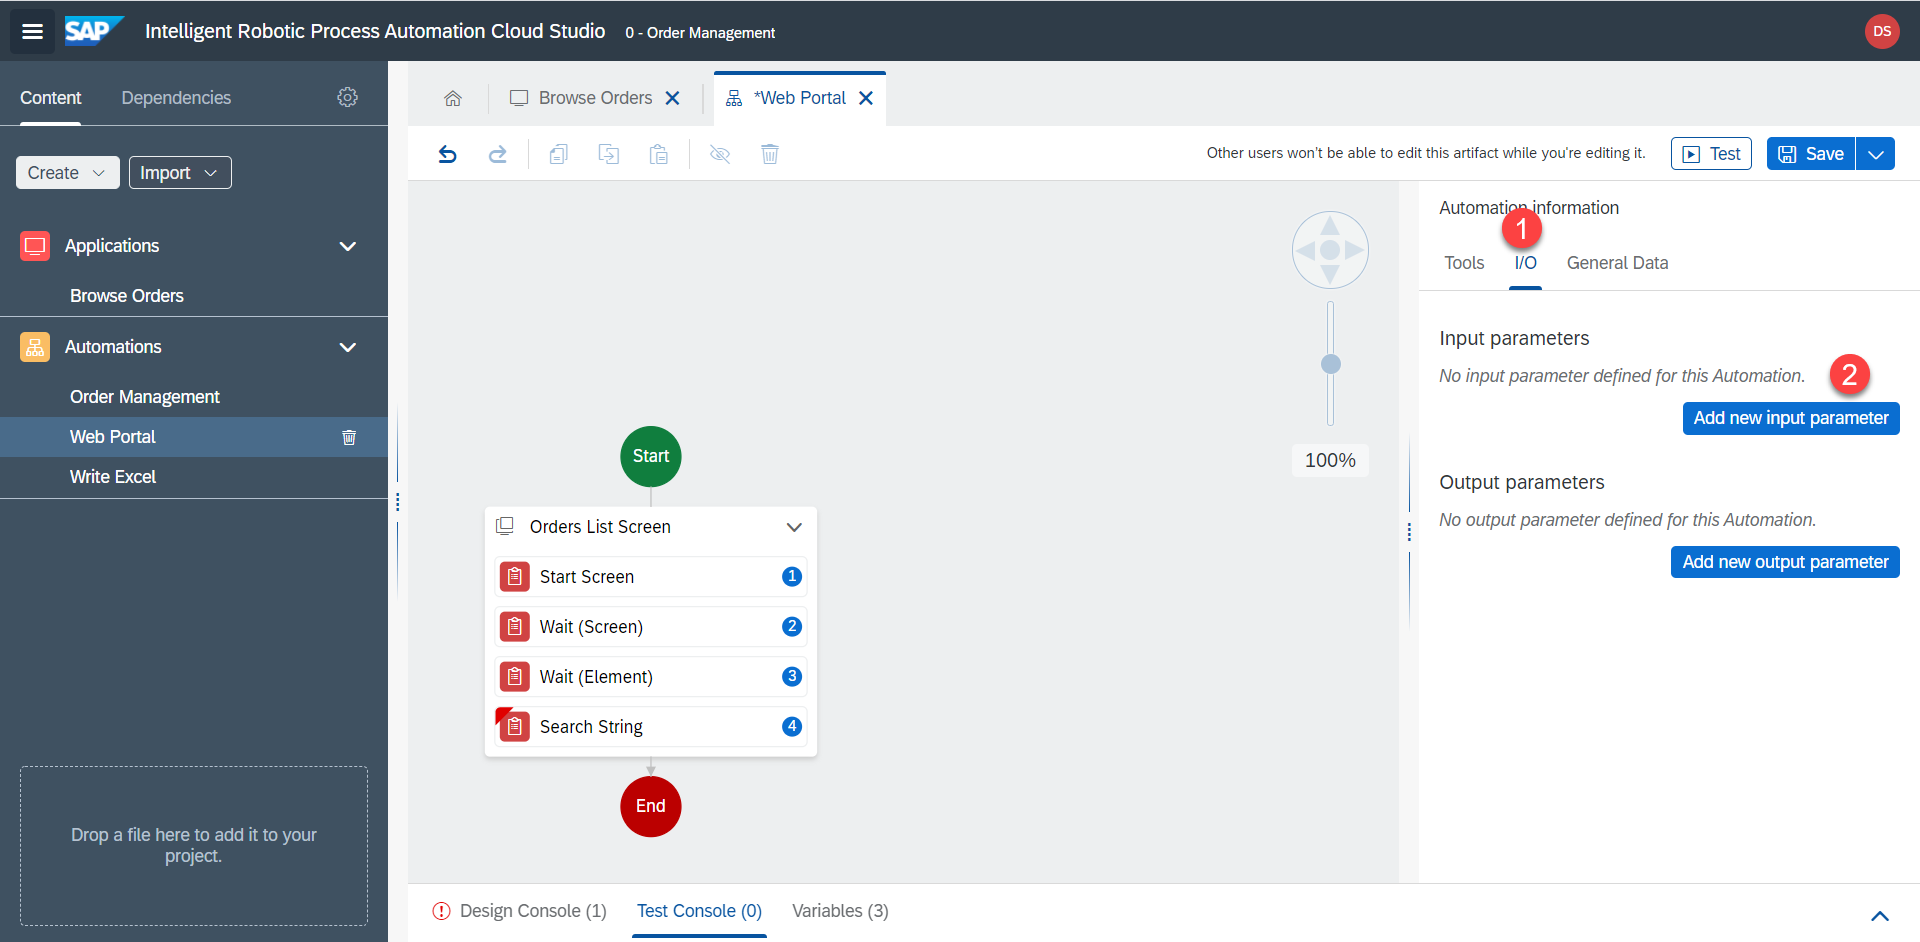 SAP Intelligent Robotic Process Automation Cloud Studio 0 - Order Management DS
Content Dependencies
Browse Orders *Web Portal
Create Import
Other users won't be able to edit this artifact while you're editing it. Test Save
Applications
Browse Orders
Automations
Order Management
Web Portal
Write Excel
Drop a file here to add it to your
project.
Start
Orders List Screen
Start Screen 1
Wait (Screen) 2
Wait (Element) 3
Search String 4
End
100%
Automation information
1
Tools I/O General Data
Input parameters
No input parameter defined for this Automation. 2
Add new input parameter
Output parameters
No output parameter defined for this Automation.
Add new output parameter
Design Console (1) Test Console (0) Variables (3)